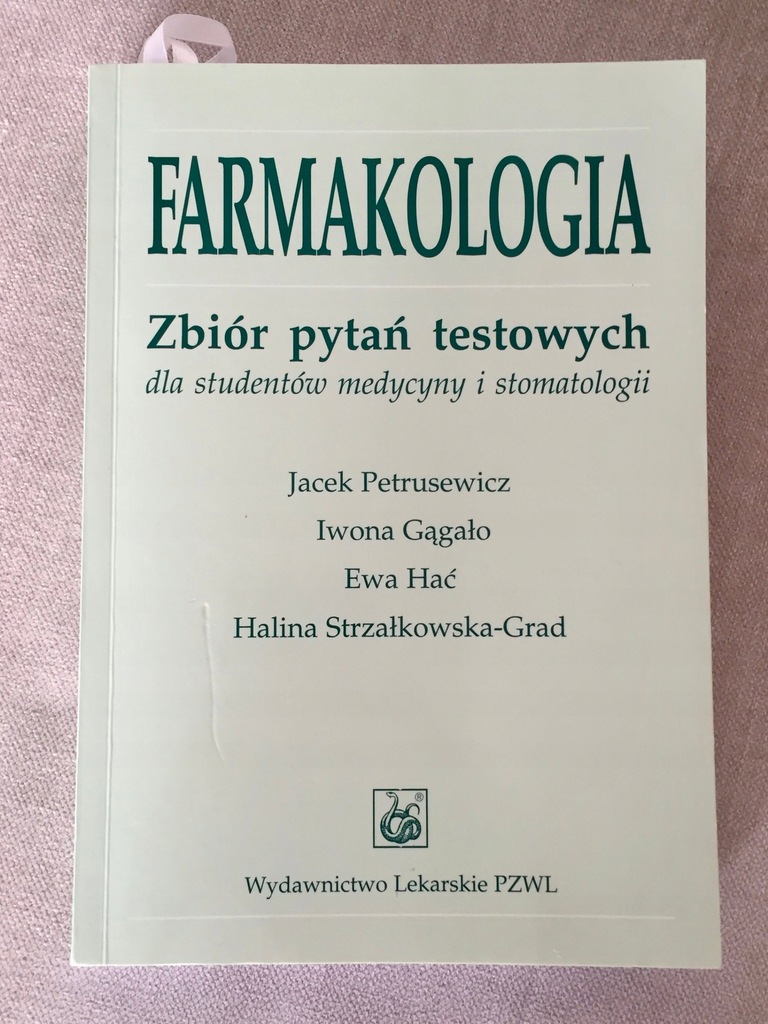 FARMAKOLOGIA
Zbiór pytań testowych
dla studentów medycyny i stomatologii
Jacek Petrusewicz
Iwona Gągało
Ewa Hać
Halina Strzałkowska-Grad
®
Wydawnictwo Lekarskie PZWL